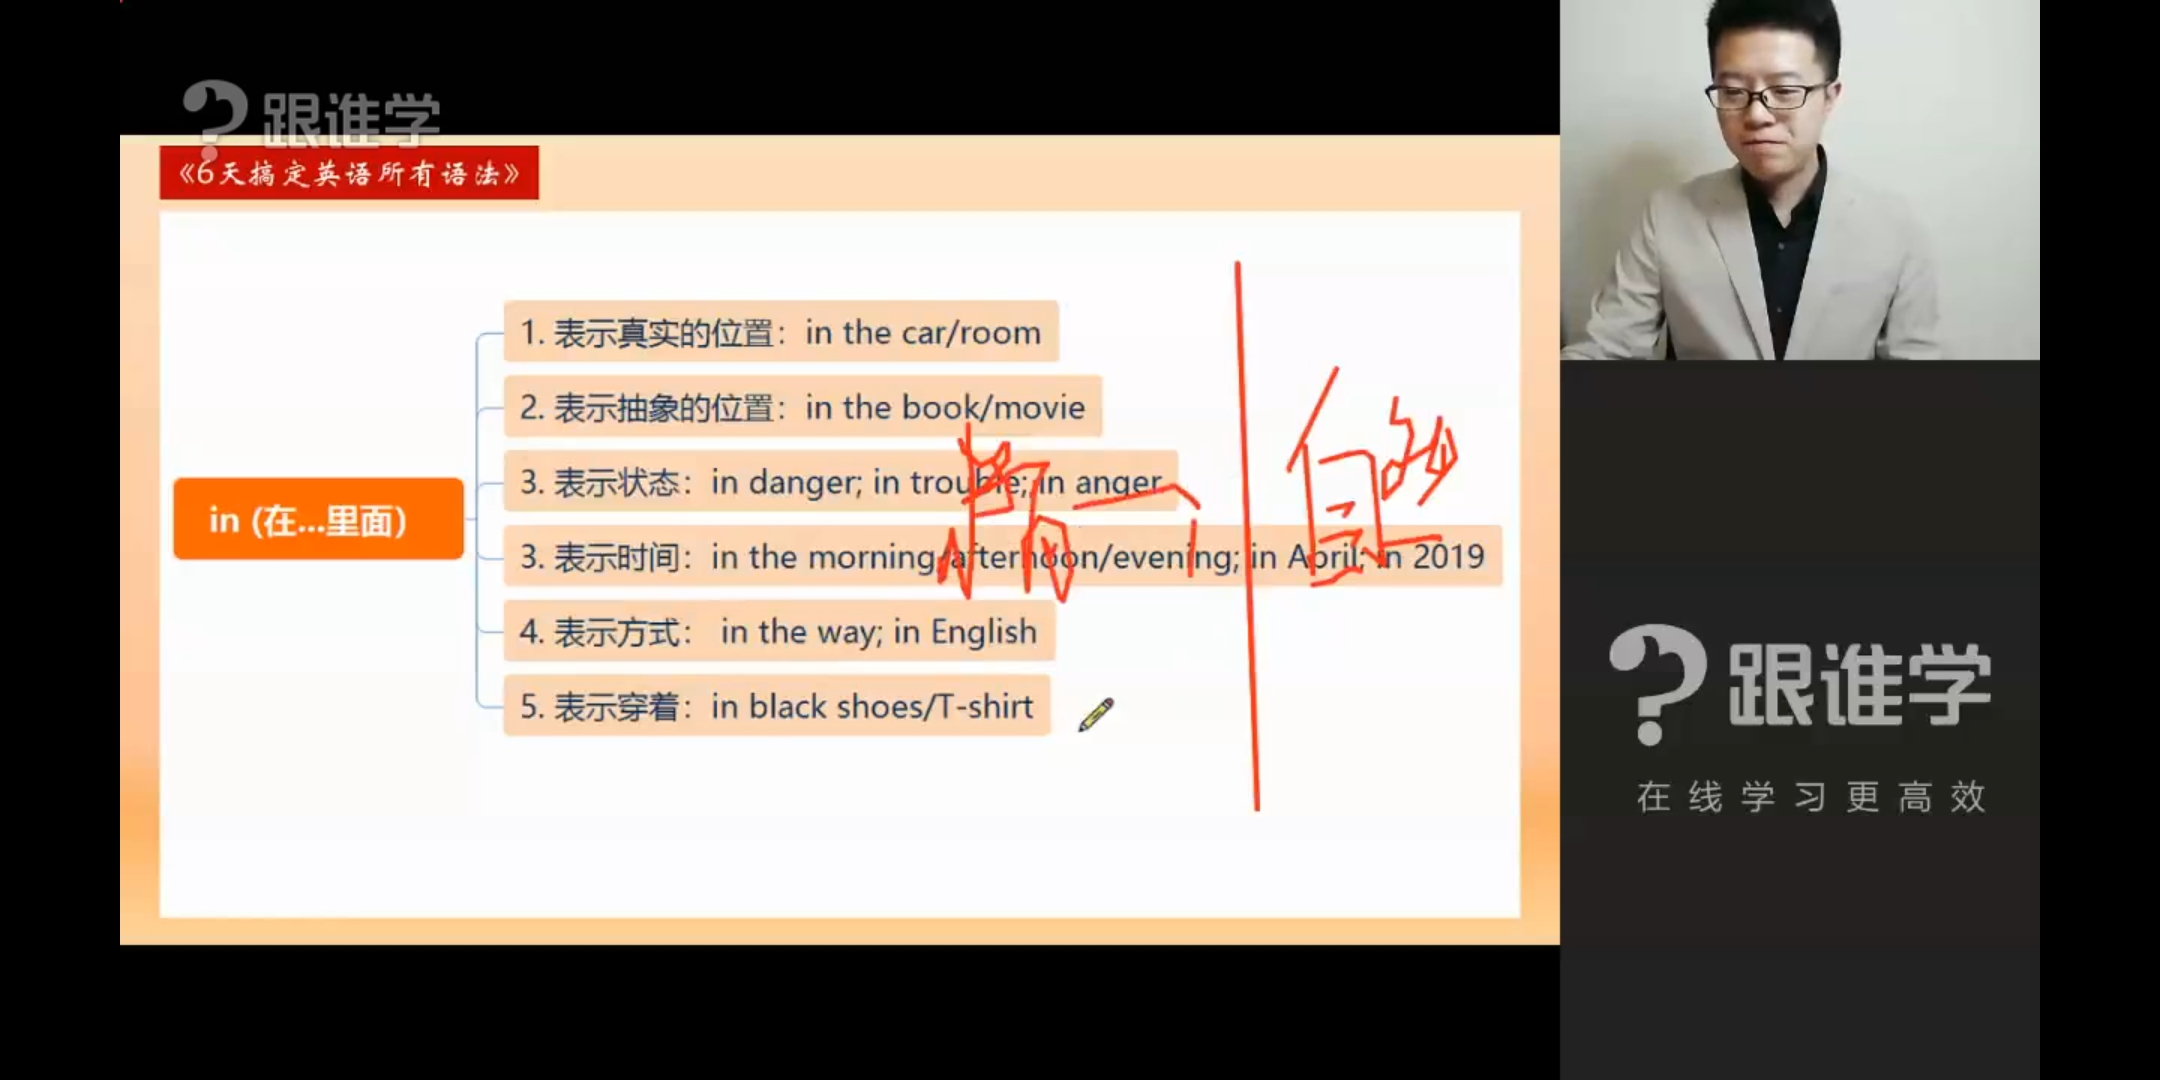 跟谁学
《6天搞定英语所有语法》
in (在...里面)
1. 表示真实的位置：in the car/room
2. 表示抽象的位置：in the book/movie
3. 表示状态：in danger; in trouble; in anger
3. 表示时间：in the morning/afternoon/evening; in April; in 2019
4. 表示方式： in the way; in English
5. 表示穿着：in black shoes/T-shirt
跟谁学
在线学习更高效